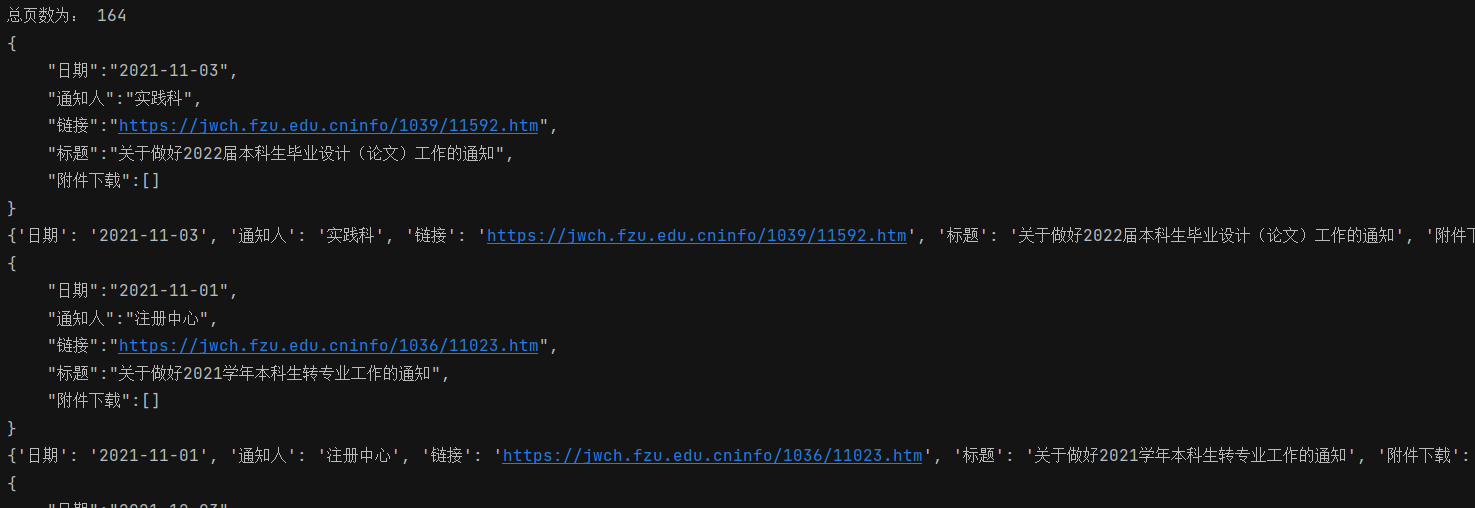 总页数为： 164
{
    "日期":"2021-11-03",
    "通知人":"实践科",
    "链接":"https://jwch.fzu.edu.cninfo/1039/11592.htm",
    "标题":"关于做好2022届本科生毕业设计（论文）工作的通知",
    "附件下载":[]
}
{'日期': '2021-11-03', '通知人': '实践科', '链接': 'https://jwch.fzu.edu.cninfo/1039/11592.htm', '标题': '关于做好2022届本科生毕业设计（论文）工作的通知', '附件
{
    "日期":"2021-11-01",
    "通知人":"注册中心",
    "链接":"https://jwch.fzu.edu.cninfo/1036/11023.htm",
    "标题":"关于做好2021学年本科生转专业工作的通知",
    "附件下载":[]
}
{'日期': '2021-11-01', '通知人': '注册中心', '链接': 'https://jwch.fzu.edu.cninfo/1036/11023.htm', '标题': '关于做好2021学年本科生转专业工作的通知', '附件下载':
{